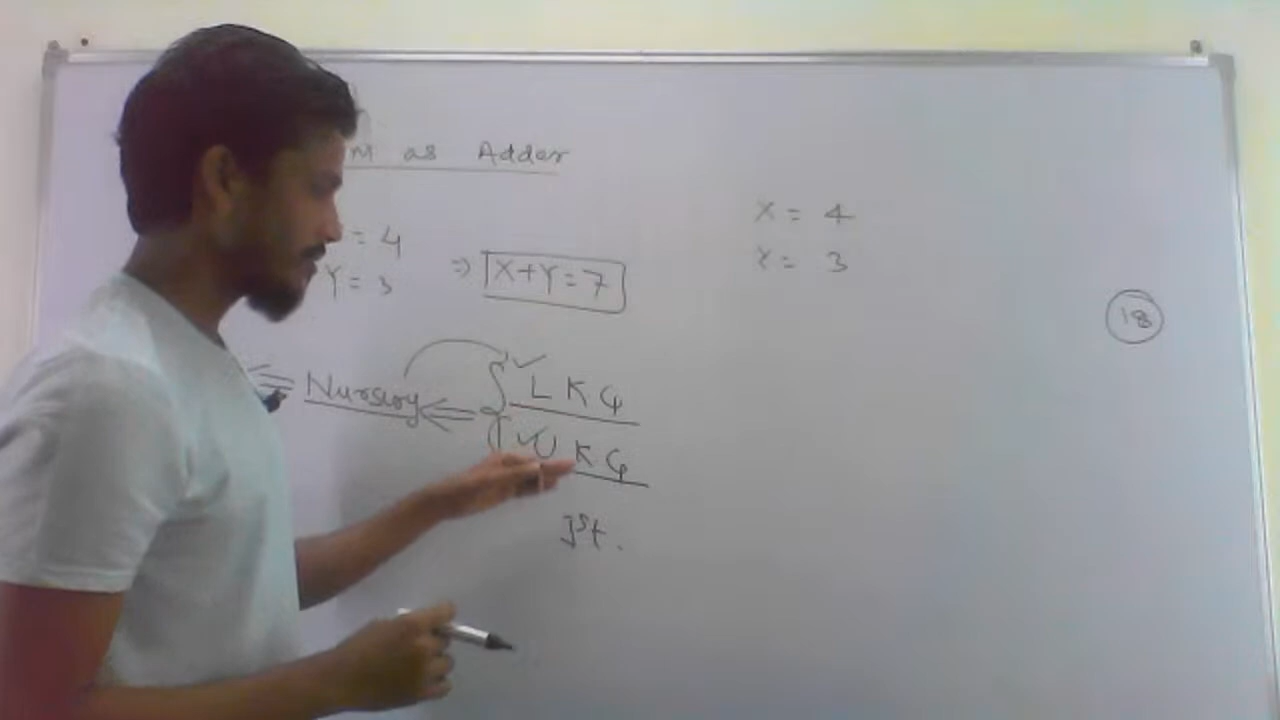 M as Adder
= 4
Y = 3
⇒ X+Y=7
X = 4
Y = 3
18
Nursery
LKG
UKG
1st.